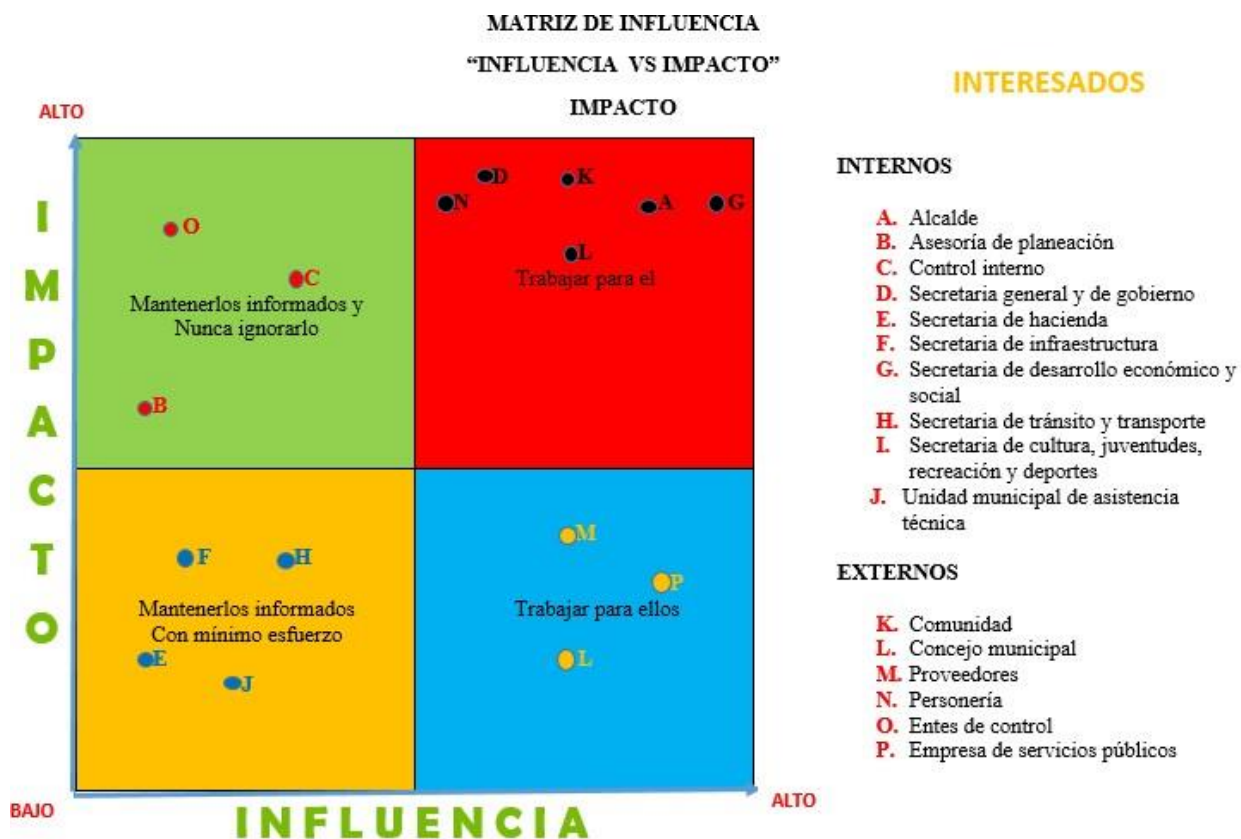 MATRIZ DE INFLUENCIA
“INFLUENCIA VS IMPACTO”
IMPACTO
INTERESADOS
ALTO
IMPACTO
D
K
N
A
G
L
Trabajar para el
O
C
Mantenerlos informados y
Nunca ignorarlo
B
F
H
Mantenerlos informados
Con mínimo esfuerzo
E
J
M
P
Trabajar para ellos
L
BAJO
INFLUENCIA
ALTO
INTERNOS
A. Alcalde
B. Asesoría de planeación
C. Control interno
D. Secretaria general y de gobierno
E. Secretaria de hacienda
F. Secretaria de infraestructura
G. Secretaria de desarrollo económico y
social
H. Secretaria de tránsito y transporte
I. Secretaria de cultura, juventudes,
recreación y deportes
J. Unidad municipal de asistencia
técnica
EXTERNOS
K. Comunidad
L. Concejo municipal
M. Proveedores
N. Personería
O. Entes de control
P. Empresa de servicios públicos